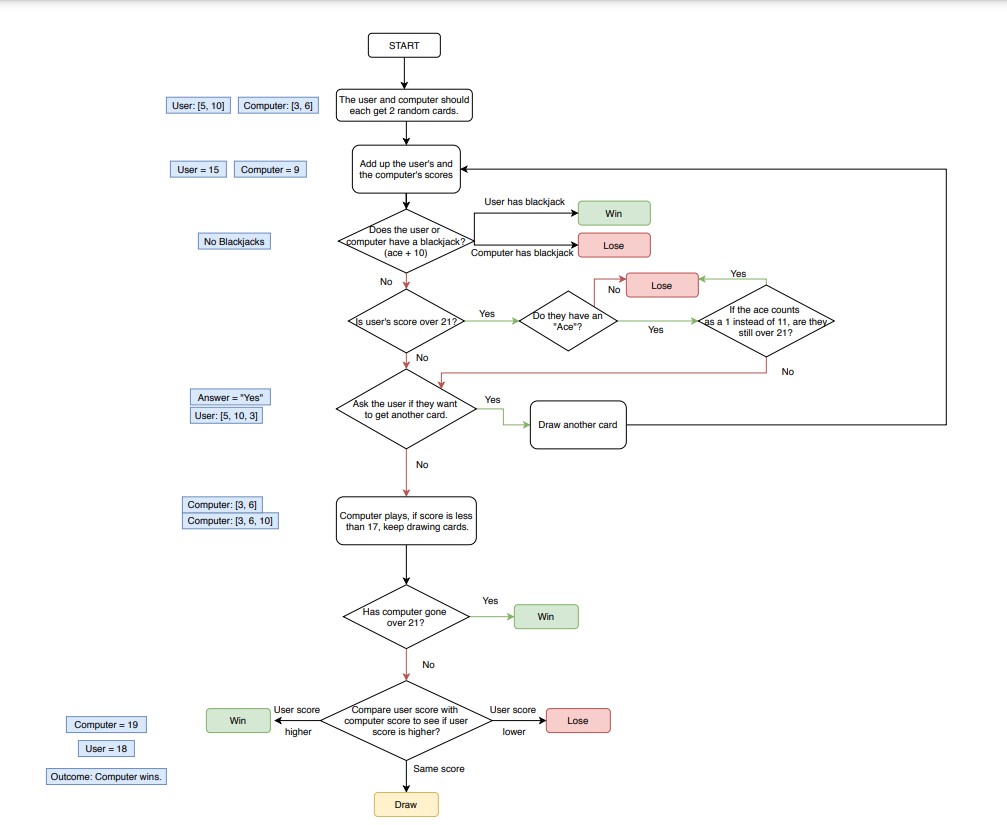 START
User: [5, 10]
Computer: [3, 6]
The user and computer should
each get 2 random cards.
User = 15
Computer = 9
Add up the user's and
the computer's scores
No Blackjacks
Does the user or
computer have a blackjack?
(ace + 10)
User has blackjack
Win
Computer has blackjack
Lose
No
Is user's score over 21?
Yes
Do they have an
"Ace"?
No
Lose
Yes
Yes
If the ace counts
as a 1 instead of 11, are they
still over 21?
No
No
Answer = "Yes"
User: [5, 10, 3]
Ask the user if they want
to get another card.
Yes
Draw another card
No
Computer: [3, 6]
Computer: [3, 6, 10]
Computer plays, if score is less
than 17, keep drawing cards.
Has computer gone
over 21?
Yes
Win
No
Computer = 19
User = 18
Outcome: Computer wins.
Win
User score
higher
Compare user score with
computer score to see if user
score is higher?
User score
lower
Lose
Same score
Draw